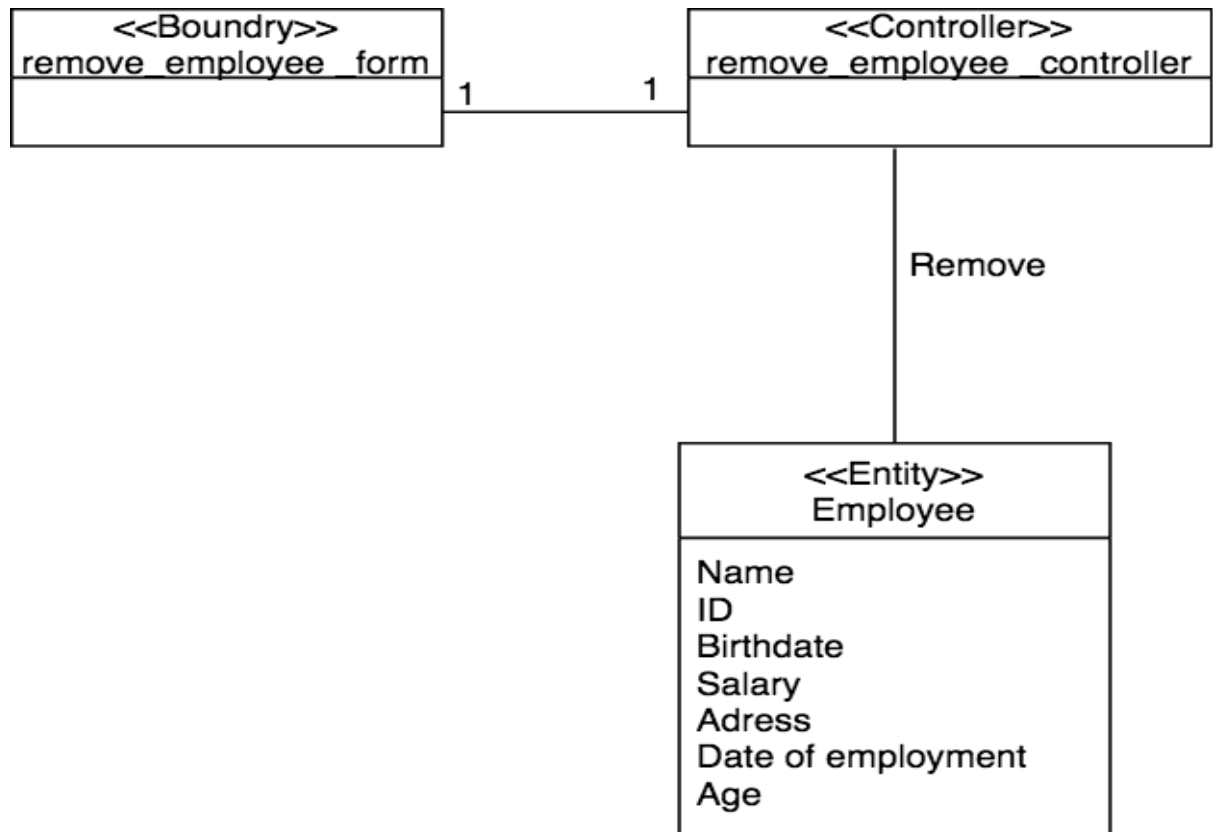 <<Boundry>>
remove_employee _form
<<Controller>>
remove_employee _controller
1
1
Remove
<<Entity>>
Employee
Name
ID
Birthdate
Salary
Adress
Date of employment
Age